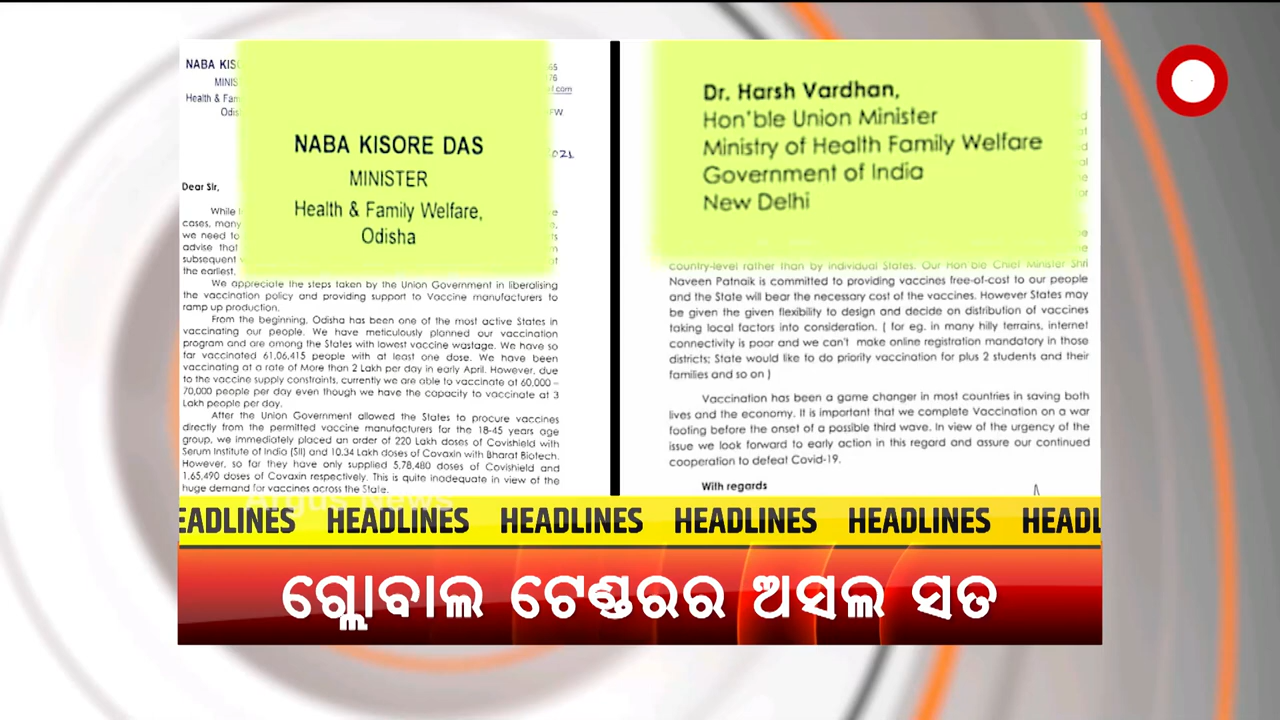 NABA KISORE DAS
MINISTER
Health & Family Welfare,
Odisha
Dear Sir,
While
cases, many
we need to
advise that
subsequent
the earliest.
We appreciate the steps taken by the Union Government in liberalising
the vaccination policy and providing support to Vaccine manufacturers to
ramp up production.
From the beginning, Odisha has been one of the most active States in
vaccinating our people. We have meticulously planned our vaccination
program and are among the States with lowest vaccine wastage. We have so
far vaccinated 61,06,415 people with at least one dose. We have been
vaccinating at a rate of More than 2 Lakh per day in early April. However, due
to the vaccine supply constraints, currently we are able to vaccinate at 60,000 –
70,000 people per day even though we have the capacity to vaccinate at 3
Lakh people per day.
After the Union Government allowed the States to procure vaccines
directly from the permitted vaccine manufacturers for the 18-45 years age
group, we immediately placed an order of 220 Lakh doses of Covishield with
Serum Institute of India (SII) and 10.34 Lakh doses of Covaxin with Bharat Biotech.
However, so far they have only supplied 5,78,480 doses of Covishield and
1,65,490 doses of Covaxin respectively. This is quite inadequate in view of the
huge demand for vaccines across the State.
Dr. Harsh Vardhan,
Hon'ble Union Minister
Ministry of Health Family Welfare
Government of India
New Delhi
country-level rather than by individual States. Our Hon'ble Chief Minister Shri
Naveen Patnaik is committed to providing vaccines free-of-cost to our people
and the State will bear the necessary cost of the vaccines. However States may
be given the given flexibility to design and decide on distribution of vaccines
taking local factors into consideration. ( for eg. in many hilly terrains, internet
connectivity is poor and we can't make online registration mandatory in those
districts; State would like to do priority vaccination for plus 2 students and their
families and so on )
Vaccination has been a game changer in most countries in saving both
lives and the economy. It is important that we complete Vaccination on a war
footing before the onset of a possible third wave. In view of the urgency of the
issue we look forward to early action in this regard and assure our continued
cooperation to defeat Covid-19.
With regards
Argus News
HEADLINES HEADLINES HEADLINES HEADLINES
ଗ୍ଲୋବାଲ ଟେଣ୍ଡରର ଅସଲ ସତ